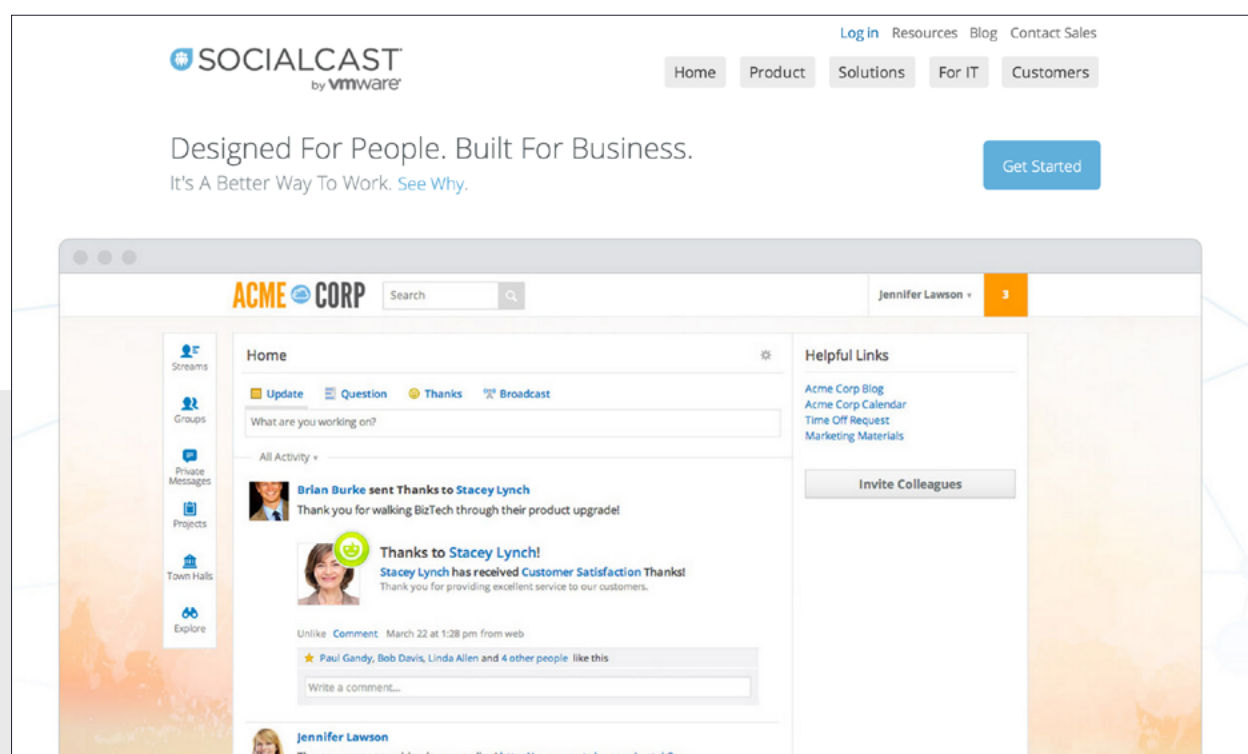 Log in Resources Blog Contact Sales
SOCIALCAST
by vmware
Home Product Solutions For IT Customers
Designed For People. Built For Business.
It's A Better Way To Work. See Why.
Get Started
ACME CORP
Search
Jennifer Lawson
3
Streams
Groups
Private
Messages
Projects
Town Halls
Explore
Home
Update Question Thanks Broadcast
What are you working on?
All Activity
Brian Burke sent Thanks to Stacey Lynch
Thank you for walking BizTech through their product upgrade!
Thanks to Stacey Lynch!
Stacey Lynch has received Customer Satisfaction Thanks!
Thank you for providing excellent service to our customers.
Unlike Comment March 22 at 1:28 pm from web
Paul Gandy, Bob Davis, Linda Allen and 4 other people like this
Write a comment...
Jennifer Lawson
Helpful Links
Acme Corp Blog
Acme Corp Calendar
Time Off Request
Marketing Materials
Invite Colleagues